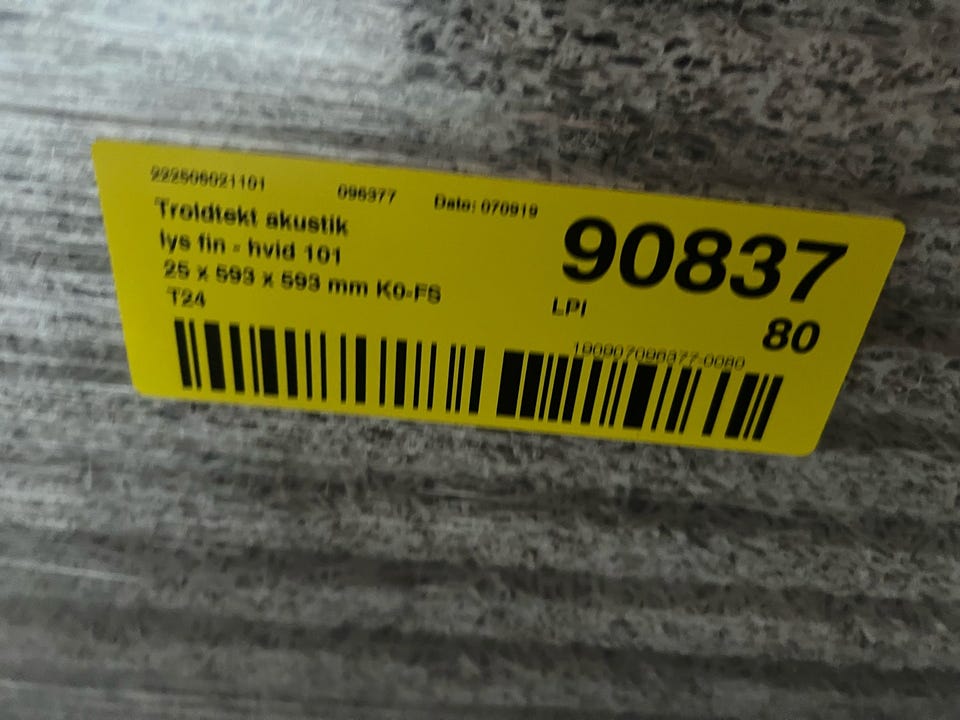 222506021101 096377 Dato: 070919
Troldtekt akustik
lys fin - hvid 101
25 x 593 x 593 mm K0-FS
T24
90837
LPI 80
190907096377-0080